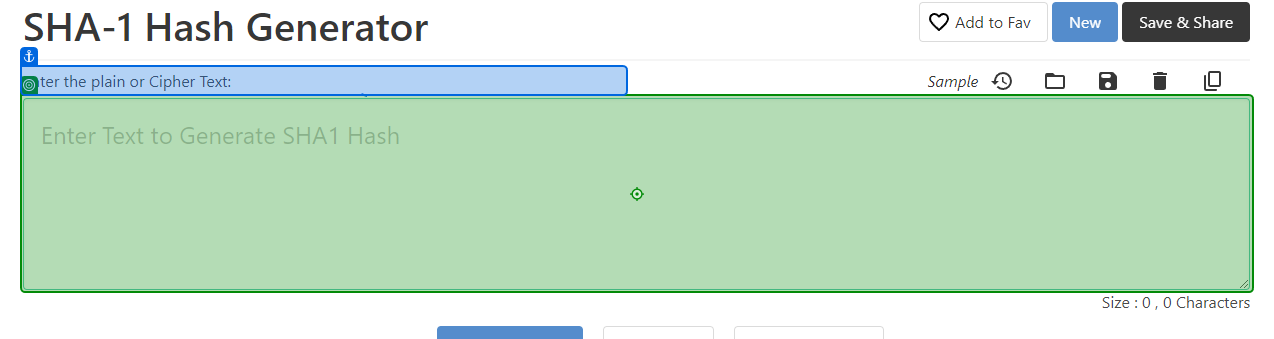 SHA-1 Hash Generator
Add to Fav
New
Save & Share
ter the plain or Cipher Text:
Sample
Enter Text to Generate SHA1 Hash
Size : 0 , 0 Characters